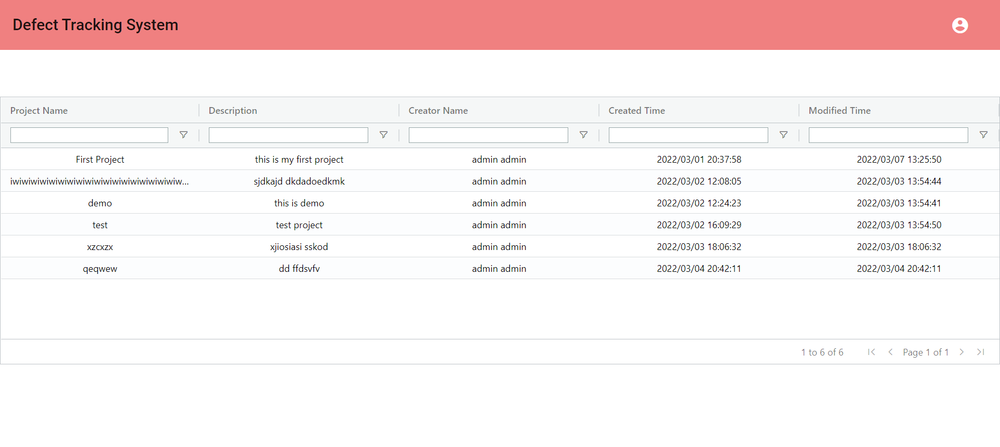 Defect Tracking System
Project Name Description Creator Name Created Time Modified Time
First Project this is my first project admin admin 2022/03/01 20:37:58 2022/03/07 13:25:50
iwiwiwiwiwiwiwiwiwiwiwiwiwiwiwiwiwiwiw... sjdkajd dkdadoedkmk admin admin 2022/03/02 12:08:05 2022/03/03 13:54:44
demo this is demo admin admin 2022/03/02 12:24:23 2022/03/03 13:54:41
test test project admin admin 2022/03/02 16:09:29 2022/03/03 13:54:50
xzcxzx xjiosiasi sskod admin admin 2022/03/03 18:06:32 2022/03/03 18:06:32
qeqwew dd ffdsvfv admin admin 2022/03/04 20:42:11 2022/03/04 20:42:11
1 to 6 of 6 Page 1 of 1